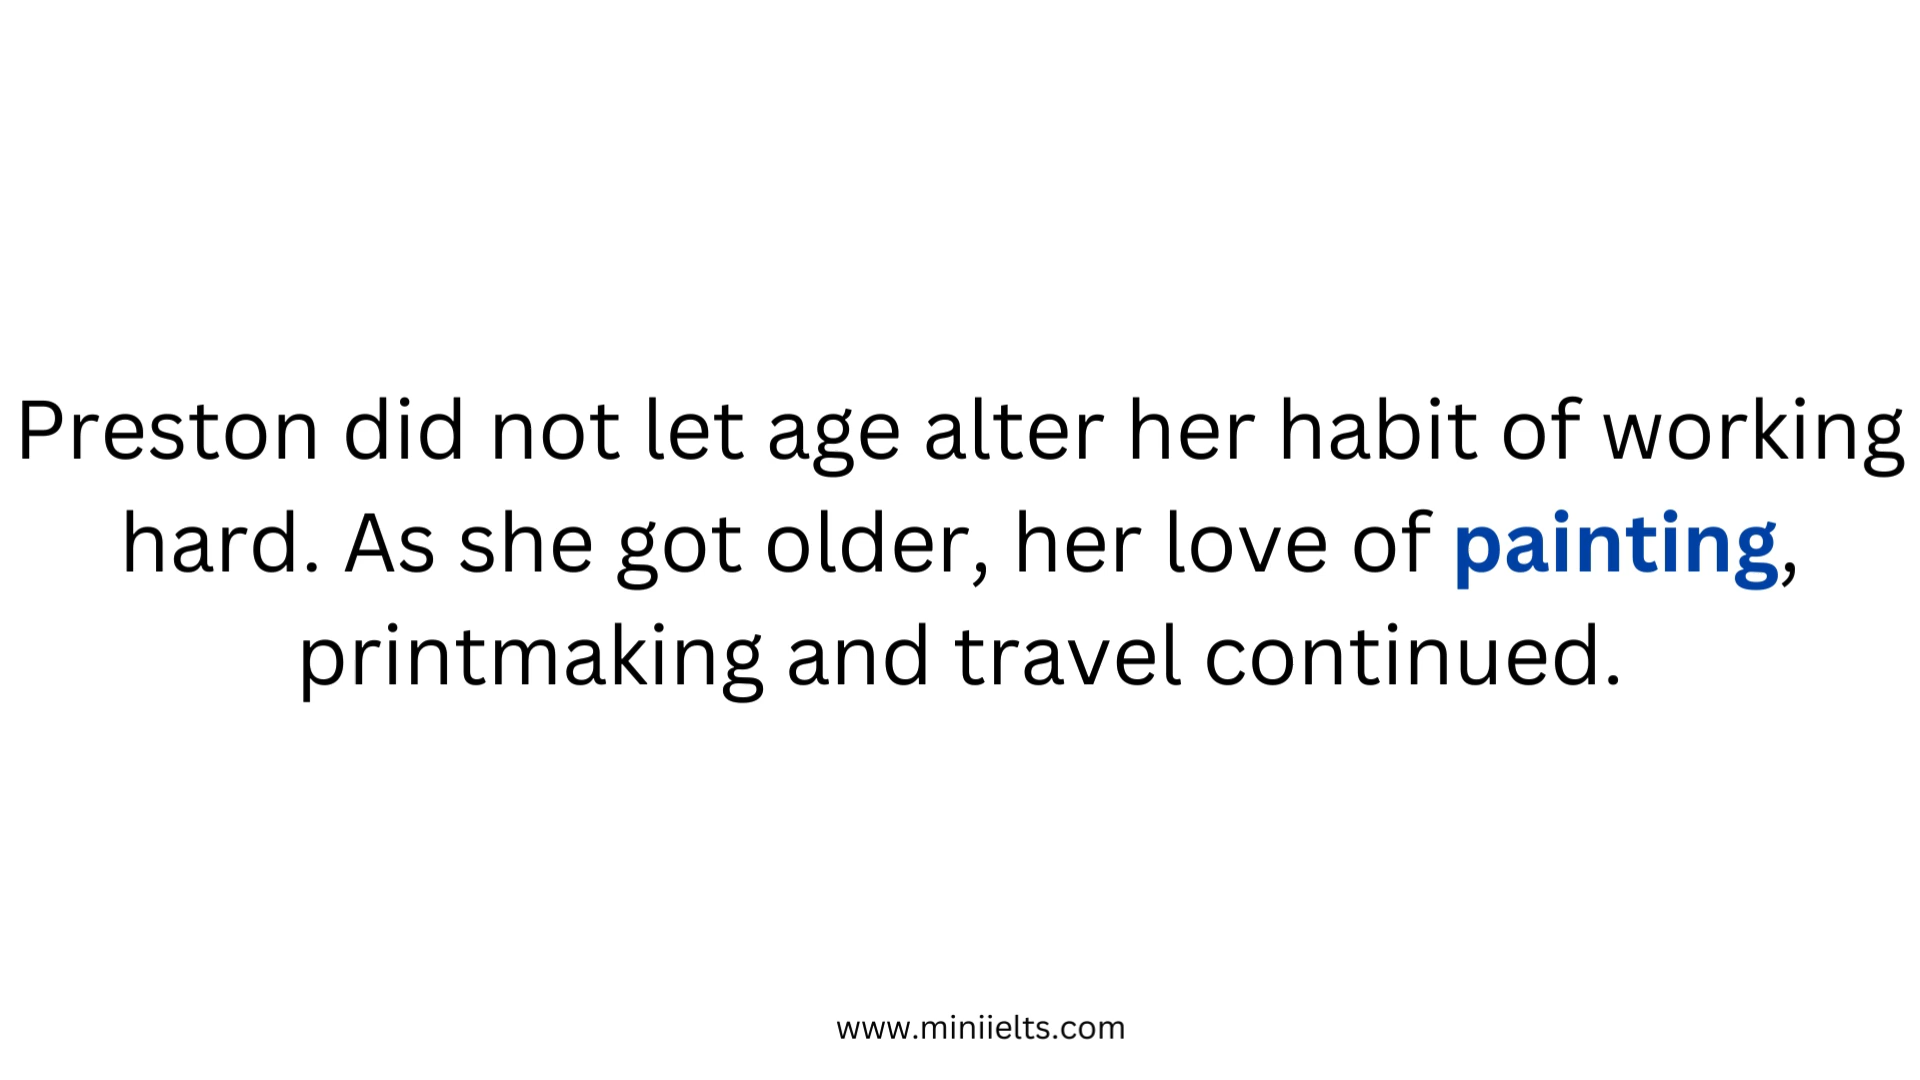 Preston did not let age alter her habit of working
hard. As she got older, her love of painting,
printmaking and travel continued.
www.miniielts.com